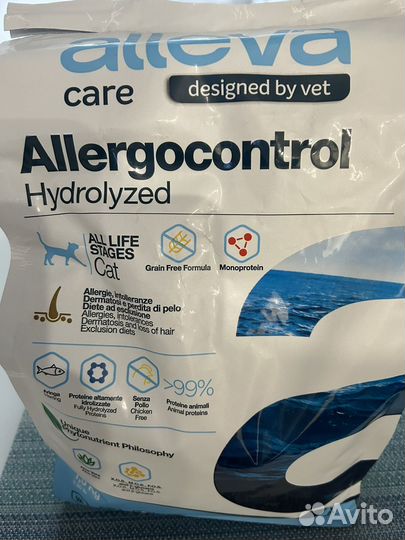 alleva
care
designed by vet
Allergocontrol
Hydrolyzed
ALL LIFE
STAGES
Cat
Grain Free Formula
Monoprotein
Allergie, intolleranze
Dermatosi e perdita di pelo
Diete ad esclusione
Allergies, intolerances
Dermatosis and loss of hair
Exclusion diets
Aringa
Herring
Proteine altamente
idrolizzate
Fully Hydrolyzed
Proteins
Senza
Pollo
Chicken
Free
>99%
Proteine animali
Animal proteins
Unique
Phytonutrient Philosophy
Avito